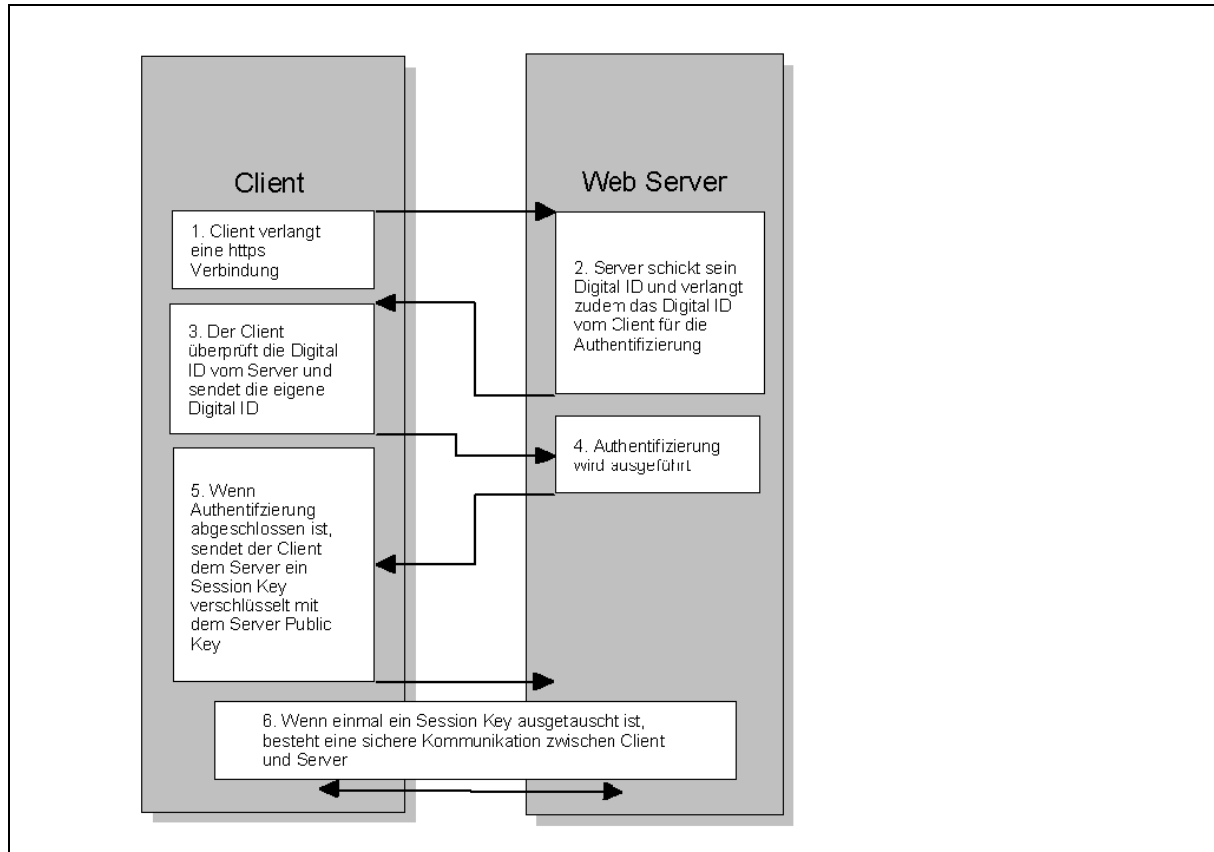 Client
Web Server
1. Client verlangt
eine https
Verbindung
2. Server schickt sein
Digital ID und verlangt
zudem das Digital ID
vom Client für die
Authentifizierung
3. Der Client
überprüft die Digital
ID vom Server und
sendet die eigene
Digital ID
4. Authentifizierung
wird ausgeführt
5. Wenn
Authentifzierung
abgeschlossen ist,
sendet der Client
dem Server ein
Session Key
verschlüsselt mit
dem Server Public
Key
6. Wenn einmal ein Session Key ausgetauscht ist,
besteht eine sichere Kommunikation zwischen Client
und Server